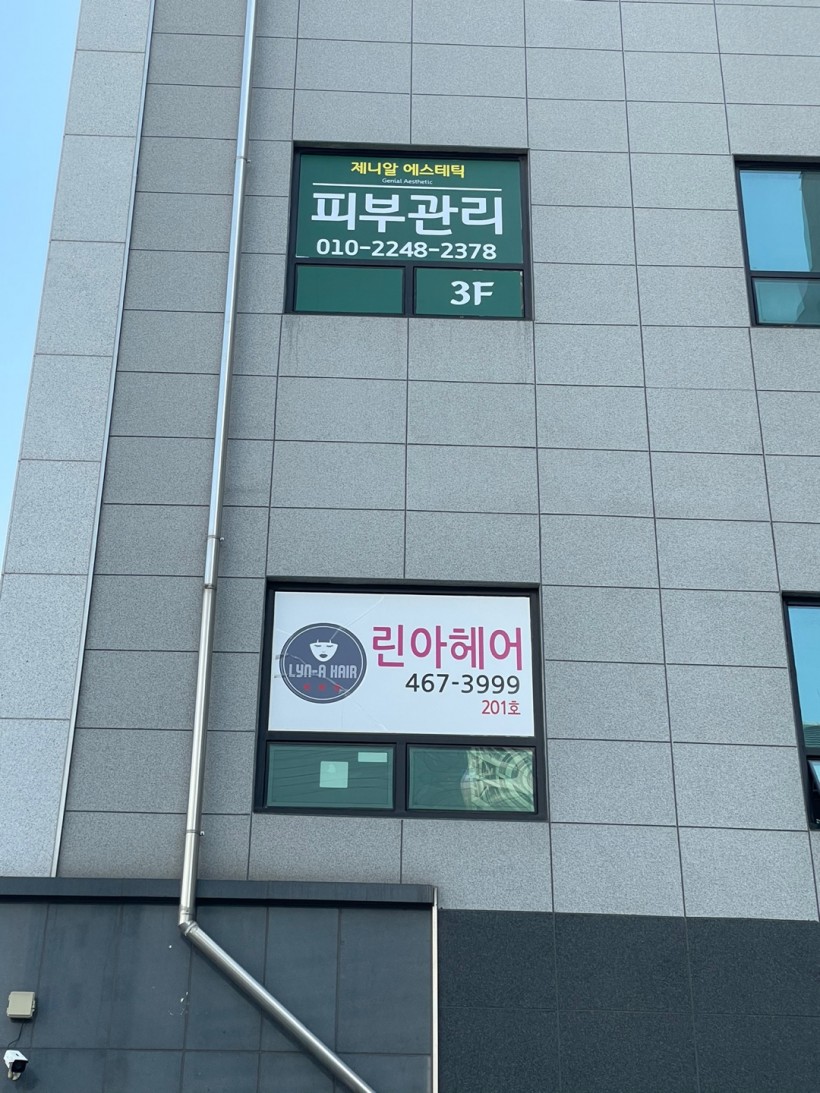 제니알 에스테틱
Genial Aesthetic
피부관리
010-2248-2378
3F
린아헤어
LYN-A HAIR
467-3999
201호